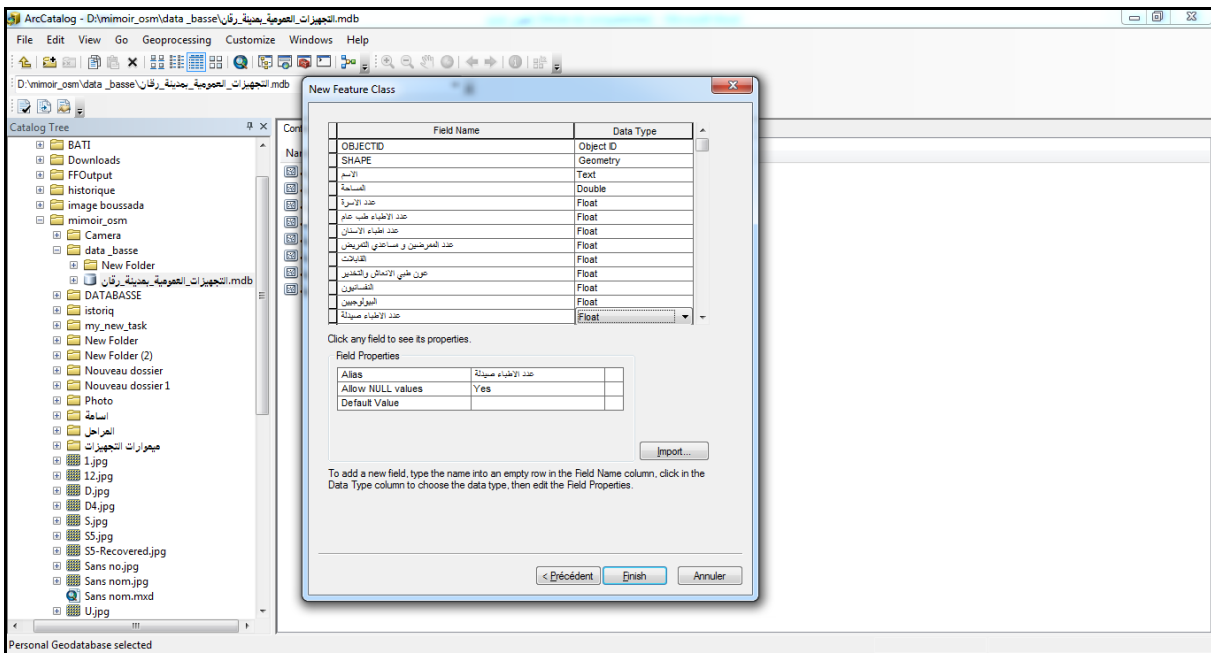 ArcCatalog - D:\mimoir_osm\data _basse\التجهيزات_العمومية_بمدينة_رقان.mdb
File Edit View Go Geoprocessing Customize Windows Help
D:\mimoir_osm\data _basse\التجهيزات_العمومية_بمدينة_رقان.mdb
Catalog Tree
BATI
Downloads
FFOutput
historique
image boussada
mimoir_osm
Camera
data _basse
New Folder
التجهيزات_العمومية_بمدينة_رقان.mdb
DATABASSE
istoriq
my_new_task
New Folder
New Folder (2)
Nouveau dossier
Nouveau dossier 1
Photo
اسامة
المراحل
ميموارات التجهيزات
1.jpg
12.jpg
D.jpg
D4.jpg
S.jpg
S5.jpg
S5-Recovered.jpg
Sans no.jpg
Sans nom.jpg
Sans nom.mxd
U.jpg
New Feature Class
Field Name Data Type
OBJECTID Object ID
SHAPE Geometry
الاسم Text
المساحة Double
عدد الاسرة Float
عدد الاطباء طب عام Float
عدد اطباء الاسنان Float
عدد الممرضين و مساعدي التمريض Float
القابلات Float
عون طبي الانعاش والتخدير Float
النفسانيون Float
البيولوجيين Float
عدد الاطباء صيدلة Float
Click any field to see its properties.
Field Properties
Alias عدد الاطباء صيدلة
Allow NULL values Yes
Default Value
Import...
To add a new field, type the name into an empty row in the Field Name column, click in the
Data Type column to choose the data type, then edit the Field Properties.
< Précédent Finish Annuler
Personal Geodatabase selected